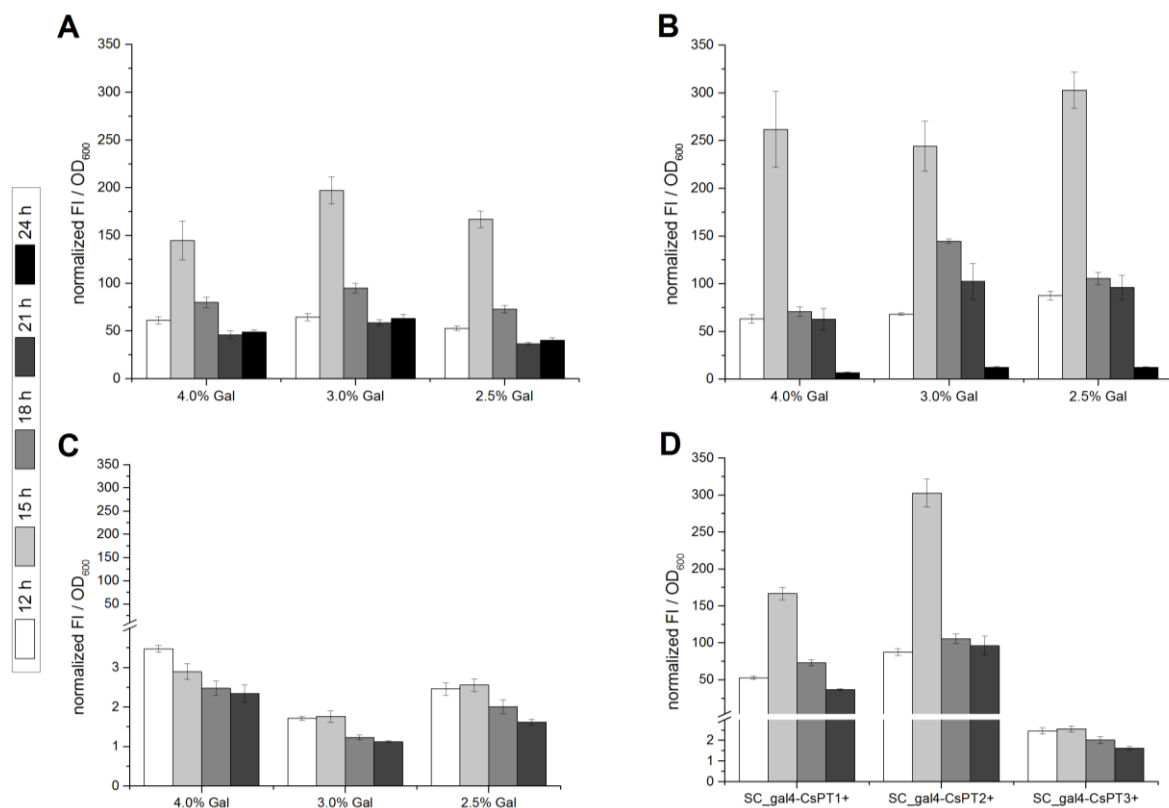 A
350
300
250
200
150
100
50
0
normalized FI / OD600
4.0% Gal
3.0% Gal
2.5% Gal
B
350
300
250
200
150
100
50
0
normalized FI / OD600
4.0% Gal
3.0% Gal
2.5% Gal
24 h
21 h
18 h
15 h
12 h
C
350
300
250
200
150
100
50
3
2
1
0
normalized FI / OD600
4.0% Gal
3.0% Gal
2.5% Gal
D
350
300
250
200
150
100
50
2
1
0
normalized FI / OD600
SC_gal4-CsPT1+
SC_gal4-CsPT2+
SC_gal4-CsPT3+